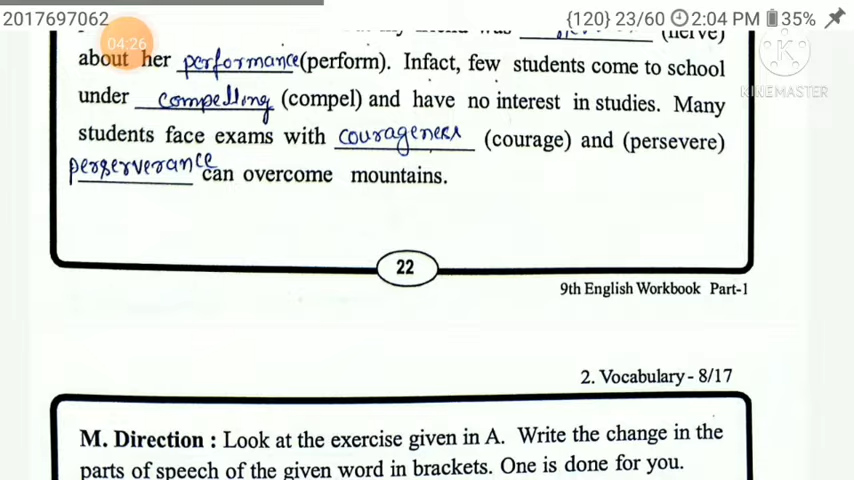 2017697062 {120} 23/60 2:04 PM 35%
04:26
was (nerve)
about her performance (perform). Infact, few students come to school
KINEMASTER
under compelling (compel) and have no interest in studies. Many
students face exams with courageness (courage) and (persevere)
perserverance can overcome mountains.
22
9th English Workbook Part-1
2. Vocabulary - 8/17
M. Direction : Look at the exercise given in A. Write the change in the
parts of speech of the given word in brackets. One is done for you.